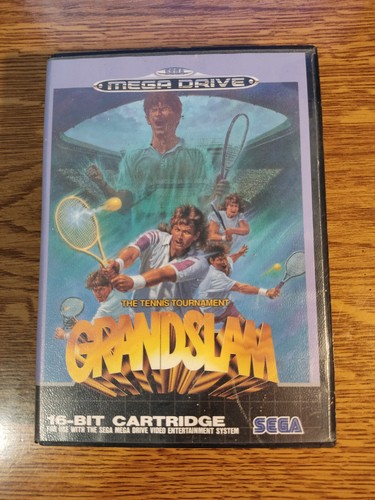 SEGA
MEGA DRIVE
THE TENNIS TOURNAMENT
GRANDSLAM
16-BIT CARTRIDGE
FOR USE WITH THE SEGA MEGA DRIVE VIDEO ENTERTAINMENT SYSTEM
SEGA